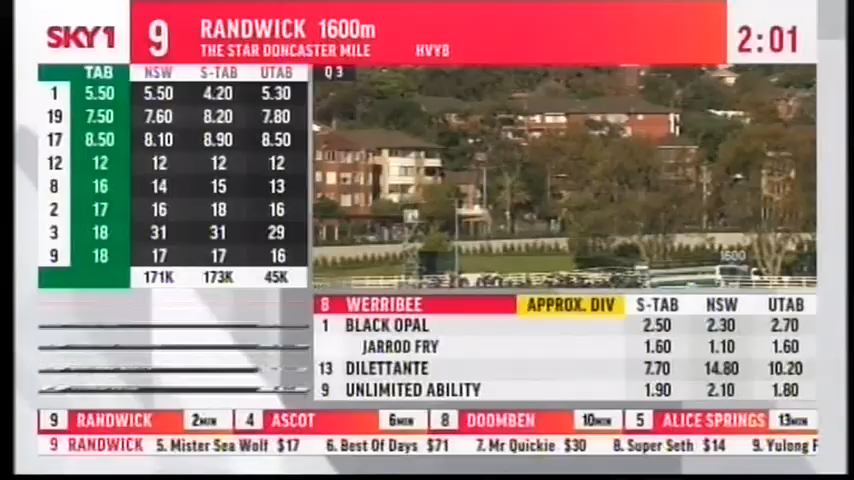 SKY1 9 RANDWICK 1600m 2:01
THE STAR DONCASTER MILE HVY8
TAB NSW S-TAB UTAB
1 5.50 5.50 4.20 5.30
19 7.50 7.60 8.20 7.80
17 8.50 8.10 8.90 8.50
12 12 12 12 12
8 16 14 15 13
2 17 16 18 16
3 18 31 31 29
9 18 17 17 16
171K 173K 45K
Q 3
1600
8 WERRIBEE APPROX. DIV S-TAB NSW UTAB
1 BLACK OPAL 2.50 2.30 2.70
JARROD FRY 1.60 1.10 1.60
13 DILETTANTE 7.70 14.80 10.20
9 UNLIMITED ABILITY 1.90 2.10 1.80
9 RANDWICK 2MIN 4 ASCOT 6MIN 8 DOOMBEN 10MIN 5 ALICE SPRINGS 13MIN
9 RANDWICK 5. Mister Sea Wolf $17 6. Best Of Days $71 7. Mr Quickie $30 8. Super Seth $14 9. Yulong